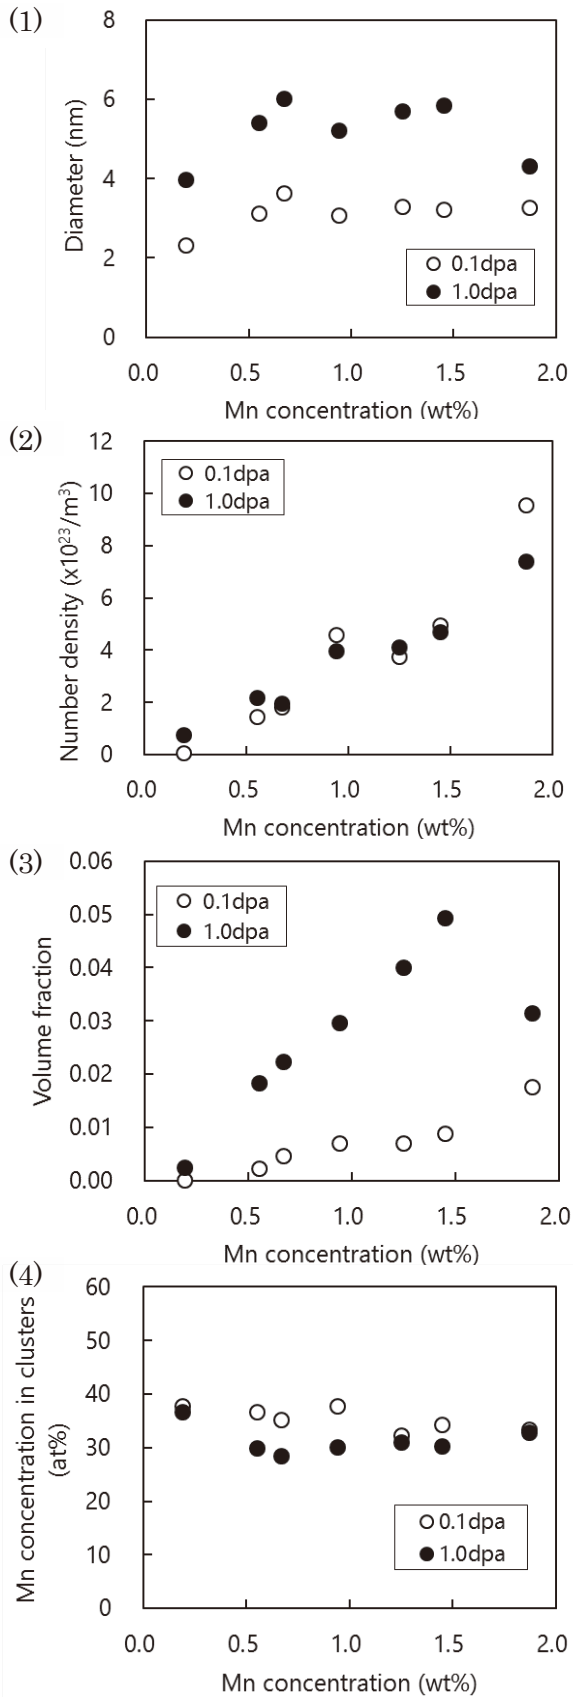 (1)
8
6
4
2
0
Diameter (nm)
0.1dpa
1.0dpa
0.0 0.5 1.0 1.5 2.0
Mn concentration (wt%)
(2)
12
10
8
6
4
2
0
Number density (x10²³/m³)
0.1dpa
1.0dpa
0.0 0.5 1.0 1.5 2.0
Mn concentration (wt%)
(3)
0.06
0.05
0.04
0.03
0.02
0.01
0.00
Volume fraction
0.1dpa
1.0dpa
0.0 0.5 1.0 1.5 2.0
Mn concentration (wt%)
(4)
60
50
40
30
20
10
0
Mn concentration in clusters
(at%)
0.1dpa
1.0dpa
0.0 0.5 1.0 1.5 2.0
Mn concentration (wt%)